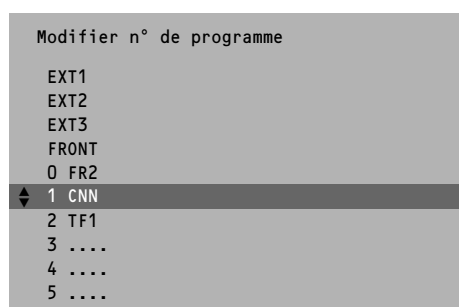 Modifier n° de programme
EXT1
EXT2
EXT3
FRONT
0 FR2
1 CNN
2 TF1
3 ....
4 ....
5 ....